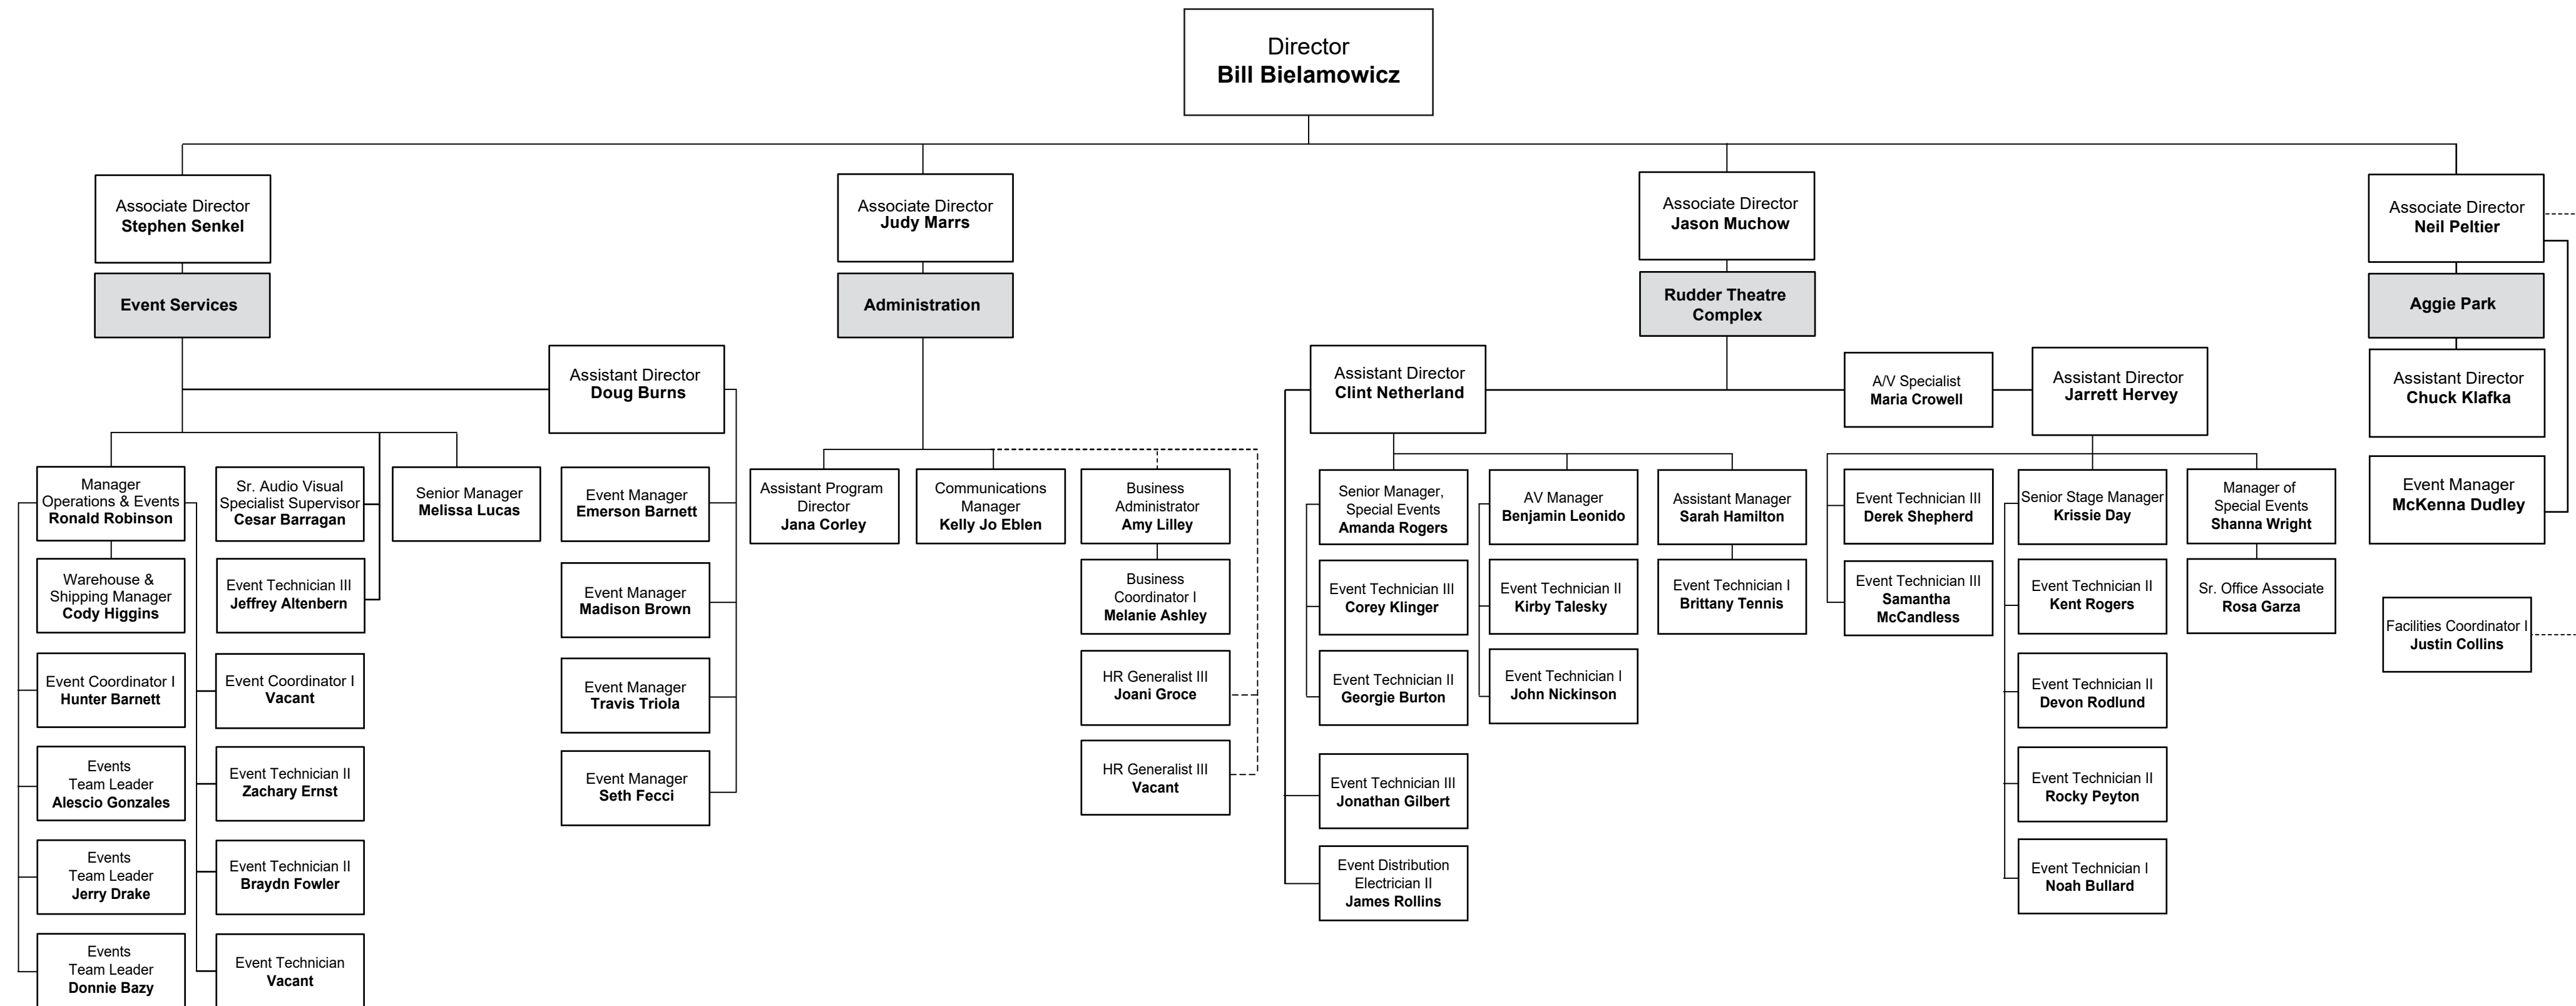 Director
Bill Bielamowicz
Associate Director
Stephen Senkel
Event Services
Associate Director
Judy Marrs
Administration
Associate Director
Jason Muchow
Rudder Theatre
Complex
Associate Director
Neil Peltier
Aggie Park
Assistant Director
Doug Burns
Assistant Director
Clint Netherland
A/V Specialist
Maria Crowell
Assistant Director
Jarrett Hervey
Assistant Director
Chuck Klafka
Manager
Operations & Events
Ronald Robinson
Sr. Audio Visual
Specialist Supervisor
Cesar Barragan
Senior Manager
Melissa Lucas
Event Manager
Emerson Barnett
Assistant Program
Director
Jana Corley
Communications
Manager
Kelly Jo Eblen
Business
Administrator
Amy Lilley
Senior Manager,
Special Events
Amanda Rogers
AV Manager
Benjamin Leonido
Assistant Manager
Sarah Hamilton
Event Technician III
Derek Shepherd
Senior Stage Manager
Krissie Day
Manager of
Special Events
Shanna Wright
Event Manager
McKenna Dudley
Warehouse &
Shipping Manager
Cody Higgins
Event Technician III
Jeffrey Altenbern
Event Manager
Madison Brown
Business
Coordinator I
Melanie Ashley
Event Technician III
Corey Klinger
Event Technician II
Kirby Talesky
Event Technician I
Brittany Tennis
Event Technician III
Samantha
McCandless
Event Technician II
Kent Rogers
Sr. Office Associate
Rosa Garza
Facilities Coordinator I
Justin Collins
Event Coordinator I
Hunter Barnett
Event Coordinator I
Vacant
Event Manager
Travis Triola
HR Generalist III
Joani Groce
Event Technician II
Georgie Burton
Event Technician I
John Nickinson
Event Technician II
Devon Rodlund
Events
Team Leader
Alescio Gonzales
Event Technician II
Zachary Ernst
Event Manager
Seth Fecci
HR Generalist III
Vacant
Event Technician III
Jonathan Gilbert
Event Technician II
Rocky Peyton
Events
Team Leader
Jerry Drake
Event Technician II
Braydn Fowler
Event Distribution
Electrician II
James Rollins
Event Technician I
Noah Bullard
Events
Team Leader
Donnie Bazy
Event Technician
Vacant